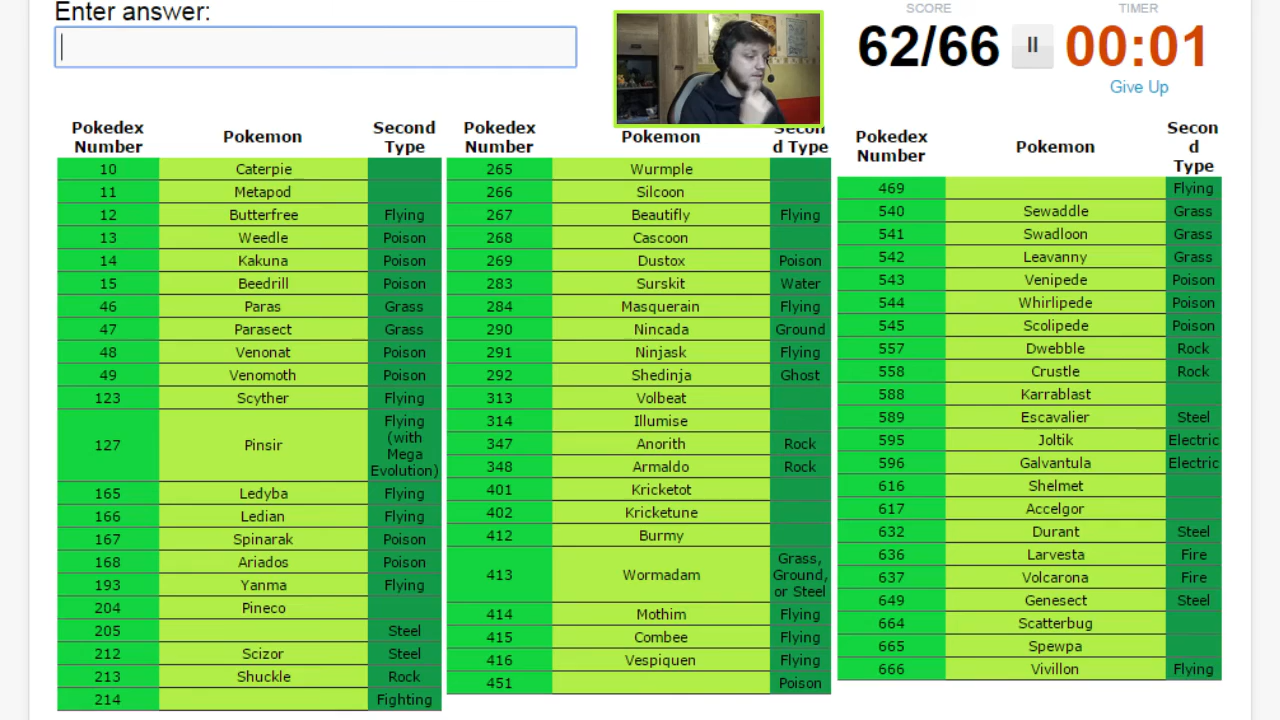 Enter answer:
SCORE
TIMER
62/66
00:01
Give Up
Pokedex Number Pokemon Second Type
10 Caterpie
11 Metapod
12 Butterfree Flying
13 Weedle Poison
14 Kakuna Poison
15 Beedrill Poison
46 Paras Grass
47 Parasect Grass
48 Venonat Poison
49 Venomoth Poison
123 Scyther Flying
127 Pinsir Flying (with Mega Evolution)
165 Ledyba Flying
166 Ledian Flying
167 Spinarak Poison
168 Ariados Poison
193 Yanma Flying
204 Pineco
205 Steel
212 Scizor Steel
213 Shuckle Rock
214 Fighting
Pokedex Number Pokemon Second Type
265 Wurmple
266 Silcoon
267 Beautifly Flying
268 Cascoon
269 Dustox Poison
283 Surskit Water
284 Masquerain Flying
290 Nincada Ground
291 Ninjask Flying
292 Shedinja Ghost
313 Volbeat
314 Illumise
347 Anorith Rock
348 Armaldo Rock
401 Kricketot
402 Kricketune
412 Burmy
413 Wormadam Grass, Ground, or Steel
414 Mothim Flying
415 Combee Flying
416 Vespiquen Flying
451 Poison
Pokedex Number Pokemon Secon d Type
469 Flying
540 Sewaddle Grass
541 Swadloon Grass
542 Leavanny Grass
543 Venipede Poison
544 Whirlipede Poison
545 Scolipede Poison
557 Dwebble Rock
558 Crustle Rock
588 Karrablast
589 Escavalier Steel
595 Joltik Electric
596 Galvantula Electric
616 Shelmet
617 Accelgor
632 Durant Steel
636 Larvesta Fire
637 Volcarona Fire
649 Genesect Steel
664 Scatterbug
665 Spewpa
666 Vivillon Flying